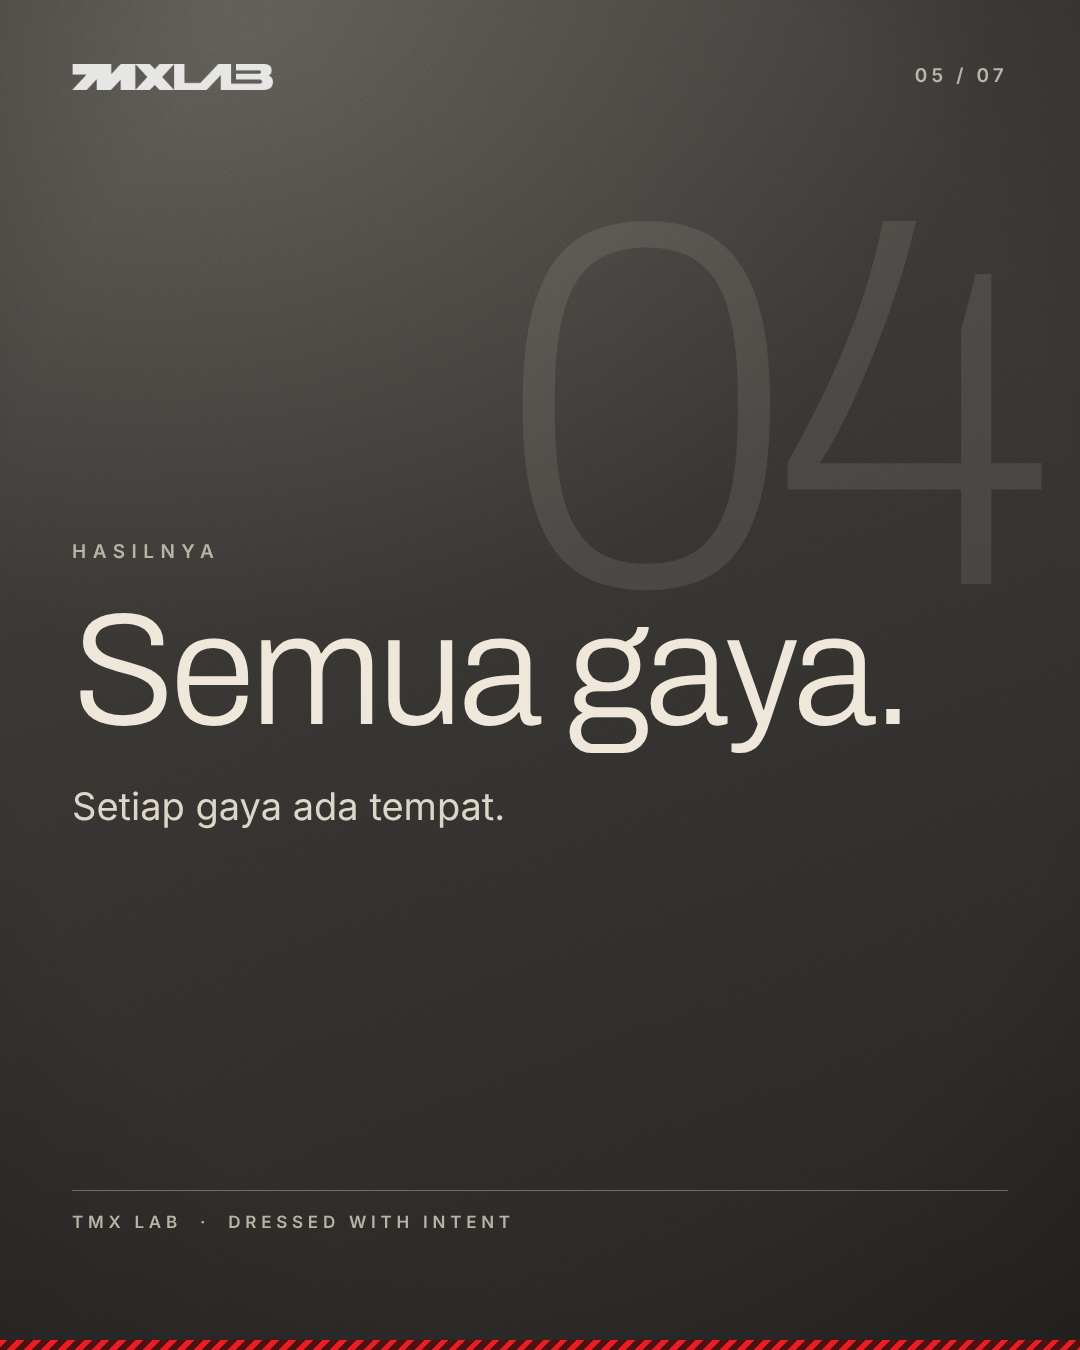 TMXLAB
05 / 07
04
HASILNYA
Semua gaya.
Setiap gaya ada tempat.
TMX LAB · DRESSED WITH INTENT